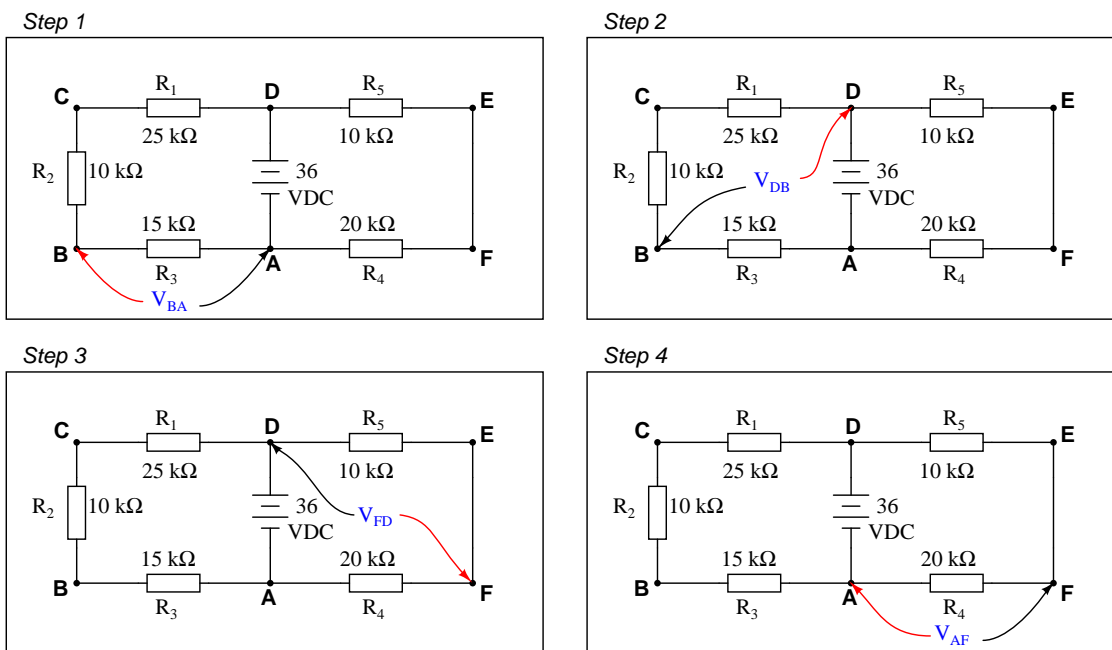 Step 1
R1
C D R5 E
25 kΩ 10 kΩ
R2 10 kΩ 36
VDC
15 kΩ 20 kΩ
B A F
R3 R4
VBA
Step 2
R1
C D R5 E
25 kΩ 10 kΩ
R2 10 kΩ VDB 36
VDC
15 kΩ 20 kΩ
B A F
R3 R4
Step 3
R1
C D R5 E
25 kΩ 10 kΩ
R2 10 kΩ 36 VFD
VDC
15 kΩ 20 kΩ
B A F
R3 R4
Step 4
R1
C D R5 E
25 kΩ 10 kΩ
R2 10 kΩ 36
VDC
15 kΩ 20 kΩ
B A F
R3 R4
VAF